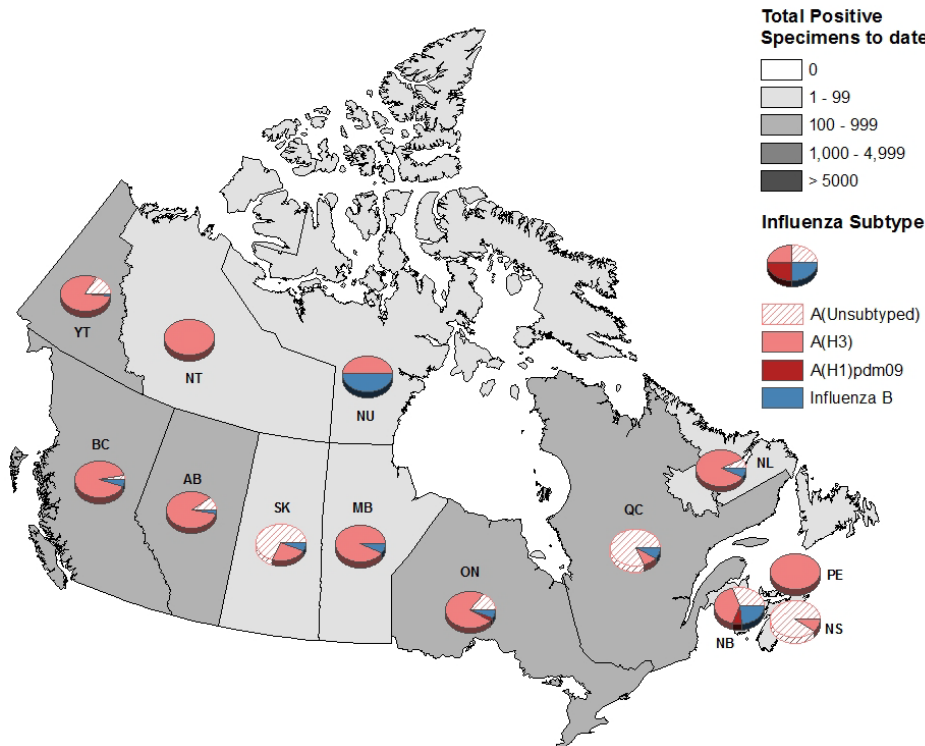 Total Positive
Specimens to date
0
1 - 99
100 - 999
1,000 - 4,999
> 5000
Influenza Subtype
A(Unsubtyped)
A(H3)
A(H1)pdm09
Influenza B
YT
NT
NU
BC
AB
SK
MB
ON
QC
NL
PE
NB
NS